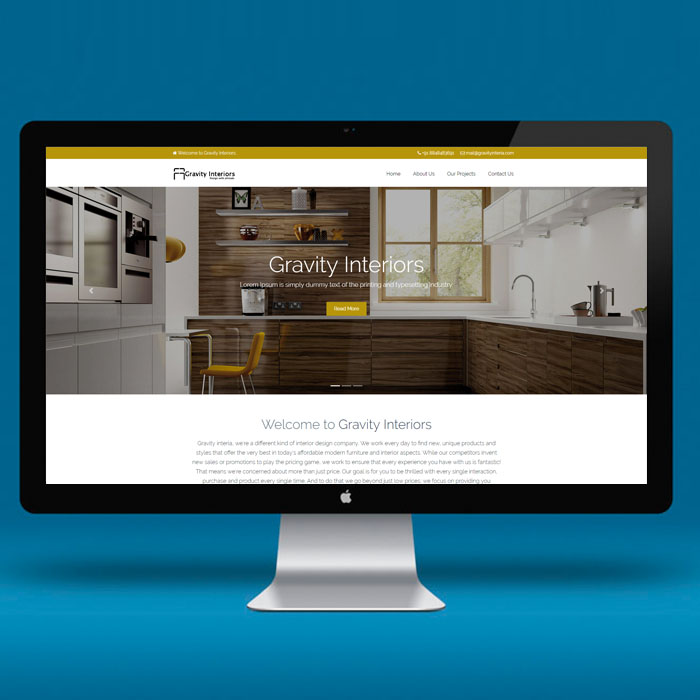 Welcome to Gravity Interiors
mail@gravityinteria.com
Gravity Interiors
Home About Us Our Projects Contact Us
Gravity Interiors
Lorem Ipsum is simply dummy text of the printing and typesetting industry
Read More
Welcome to Gravity Interiors
Gravity interia, we're a different kind of interior design company. We work every day to find new, unique products and
styles that offer the very best in today's affordable modern furniture and interior aspects. While our competitors invent
new sales or promotions to play the pricing game, we work to ensure that every experience you have with us is fantastic!
That means we're concerned about more than just price. Our goal is for you to be thrilled with every single interaction,
purchase and product every single time. And to do that we go beyond just low prices; we focus on providing you